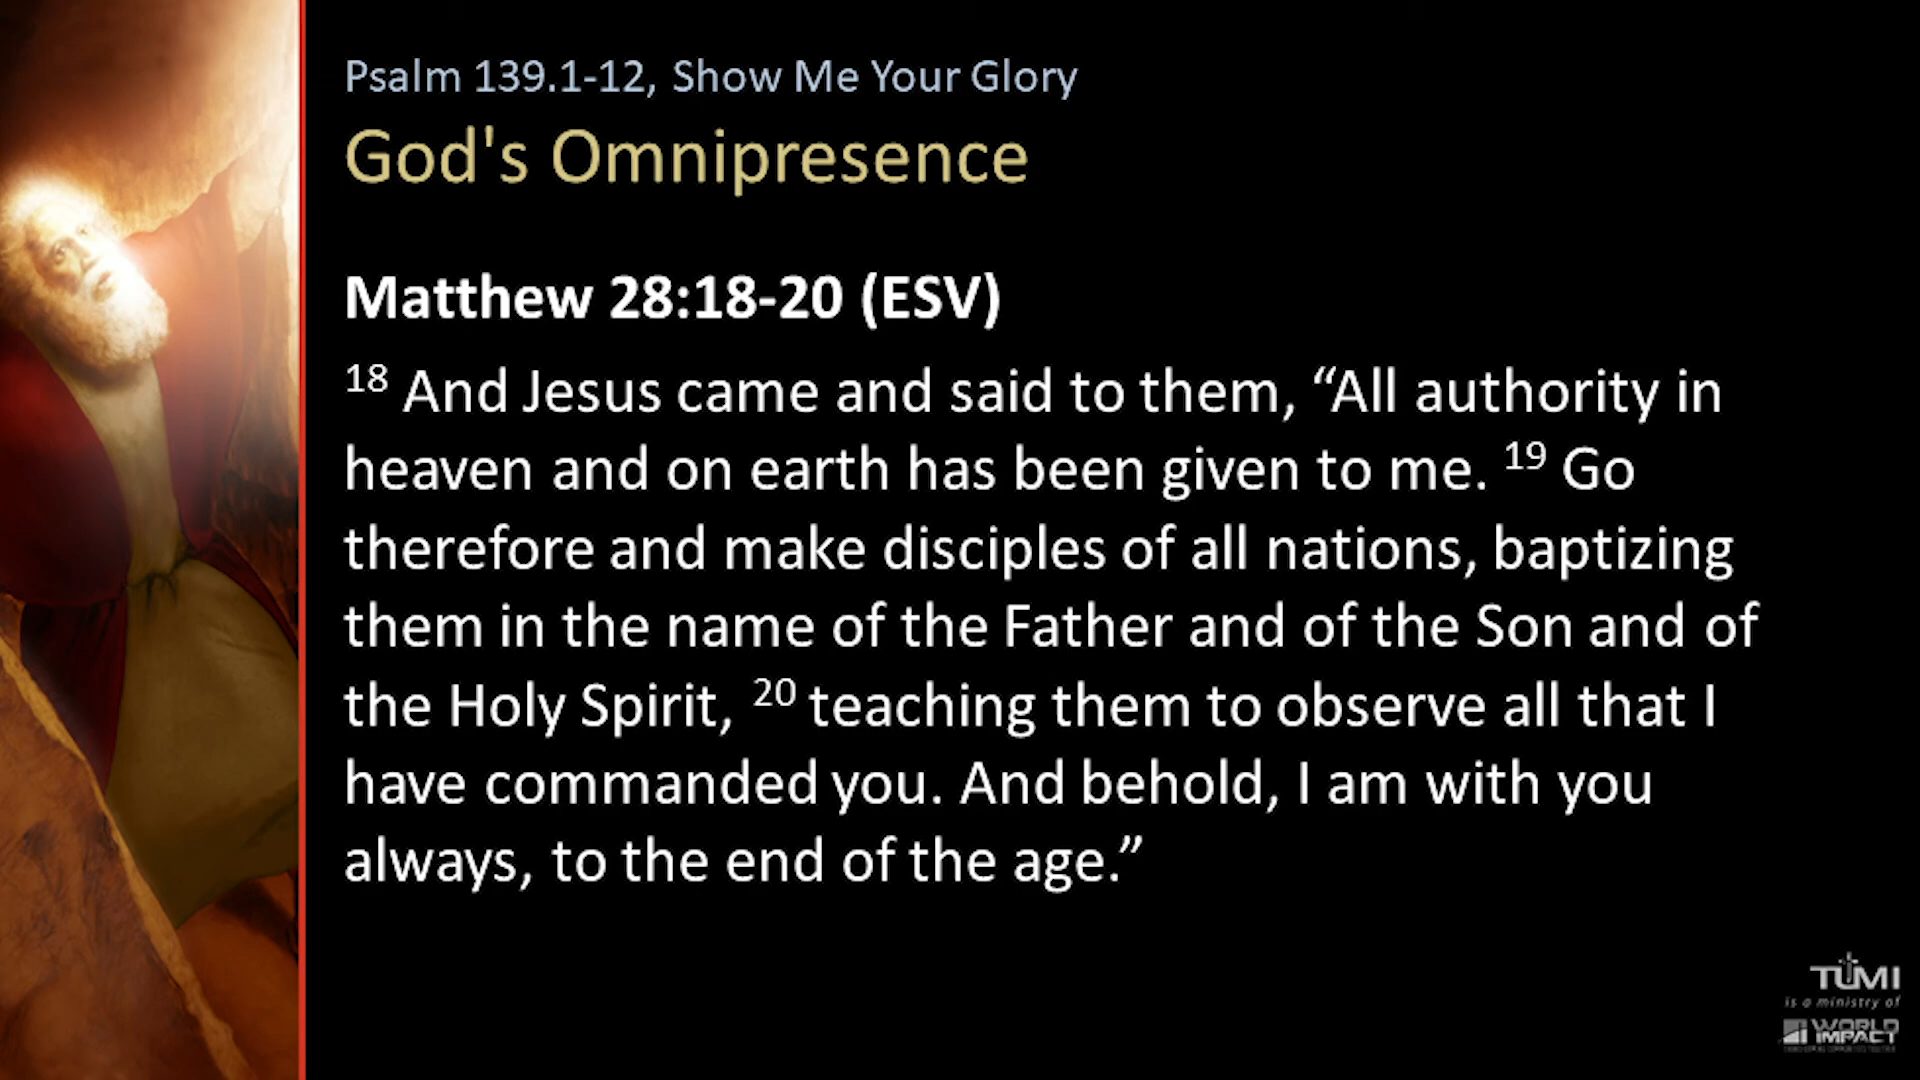 Psalm 139.1-12, Show Me Your Glory
God's Omnipresence
Matthew 28:18-20 (ESV)
18 And Jesus came and said to them, “All authority in
heaven and on earth has been given to me. 19 Go
therefore and make disciples of all nations, baptizing
them in the name of the Father and of the Son and of
the Holy Spirit, 20 teaching them to observe all that I
have commanded you. And behold, I am with you
always, to the end of the age.”
TUMI
is a ministry of
WORLD
IMPACT